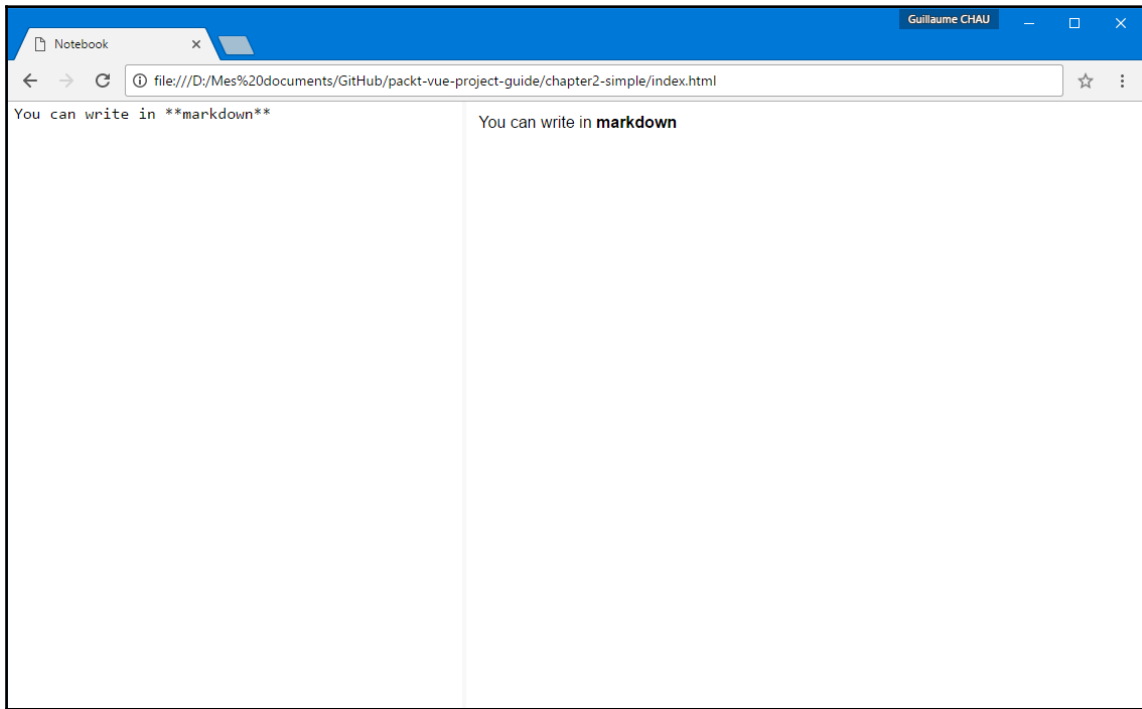 Guillaume CHAU
Notebook
file:///D:/Mes%20documents/GitHub/packt-vue-project-guide/chapter2-simple/index.html
You can write in **markdown**
You can write in markdown